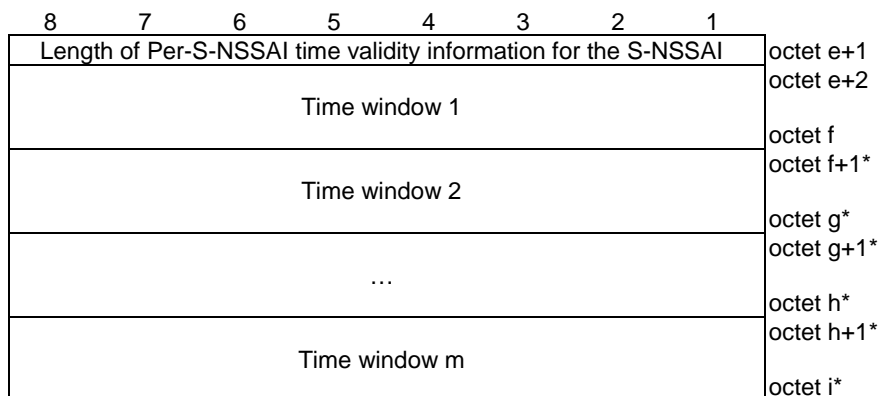 8 7 6 5 4 3 2 1
Length of Per-S-NSSAI time validity information for the S-NSSAI octet e+1
octet e+2
Time window 1
octet f
octet f+1*
Time window 2
octet g*
octet g+1*
…
octet h*
octet h+1*
Time window m
octet i*